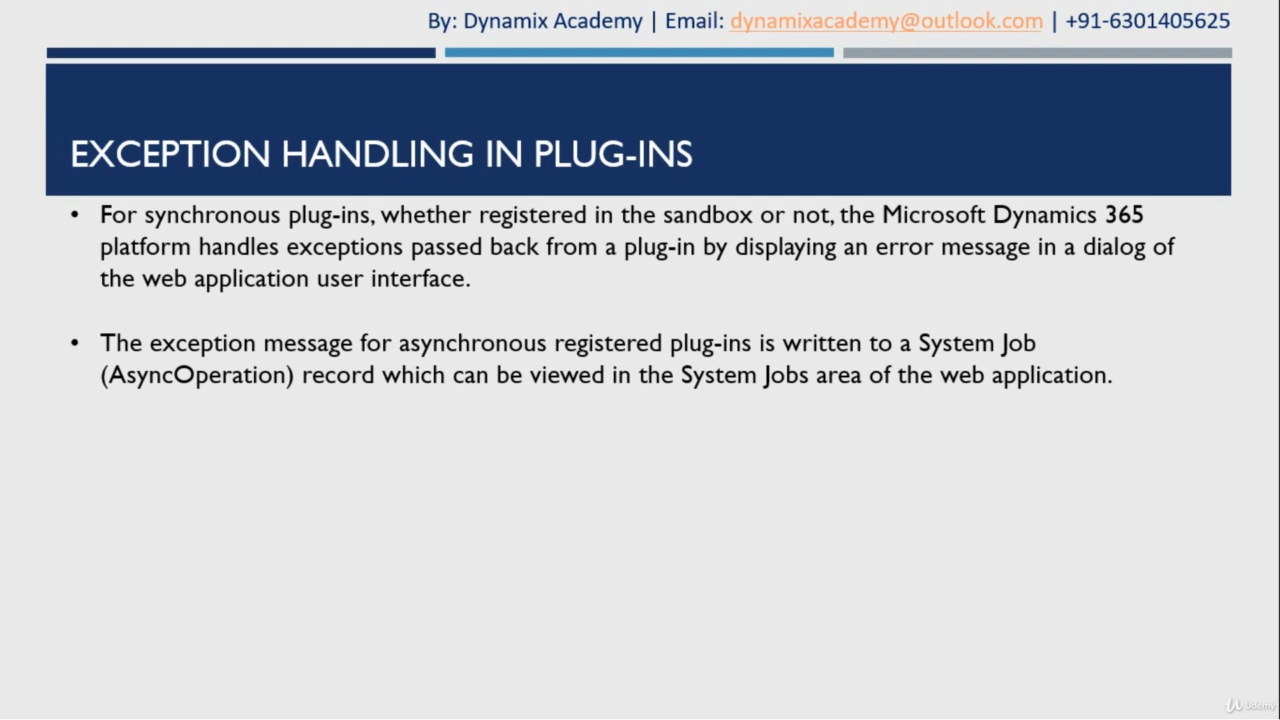 By: Dynamix Academy | Email: dynamixacademy@outlook.com | +91-6301405625
EXCEPTION HANDLING IN PLUG-INS
• For synchronous plug-ins, whether registered in the sandbox or not, the Microsoft Dynamics 365
platform handles exceptions passed back from a plug-in by displaying an error message in a dialog of
the web application user interface.
• The exception message for asynchronous registered plug-ins is written to a System Job
(AsyncOperation) record which can be viewed in the System Jobs area of the web application.
Udemy